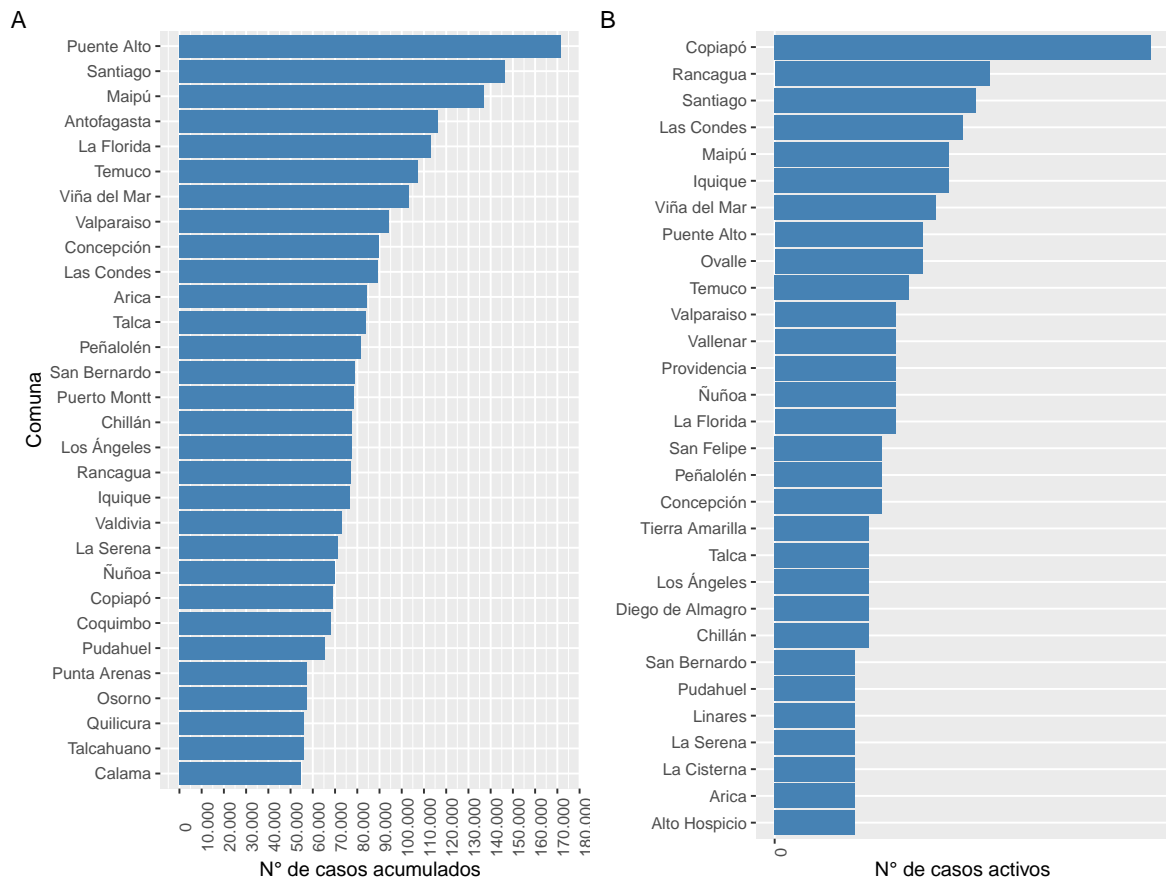 A
Comuna
Puente Alto
Santiago
Maipú
Antofagasta
La Florida
Temuco
Viña del Mar
Valparaiso
Concepción
Las Condes
Arica
Talca
Peñalolén
San Bernardo
Puerto Montt
Chillán
Los Ángeles
Rancagua
Iquique
Valdivia
La Serena
Ñuñoa
Copiapó
Coquimbo
Pudahuel
Punta Arenas
Osorno
Quilicura
Talcahuano
Calama
0
10.000
20.000
30.000
40.000
50.000
60.000
70.000
80.000
90.000
100.000
110.000
120.000
130.000
140.000
150.000
160.000
170.000
180.000
N° de casos acumulados
B
Copiapó
Rancagua
Santiago
Las Condes
Maipú
Iquique
Viña del Mar
Puente Alto
Ovalle
Temuco
Valparaiso
Vallenar
Providencia
Ñuñoa
La Florida
San Felipe
Peñalolén
Concepción
Tierra Amarilla
Talca
Los Ángeles
Diego de Almagro
Chillán
San Bernardo
Pudahuel
Linares
La Serena
La Cisterna
Arica
Alto Hospicio
0
N° de casos activos